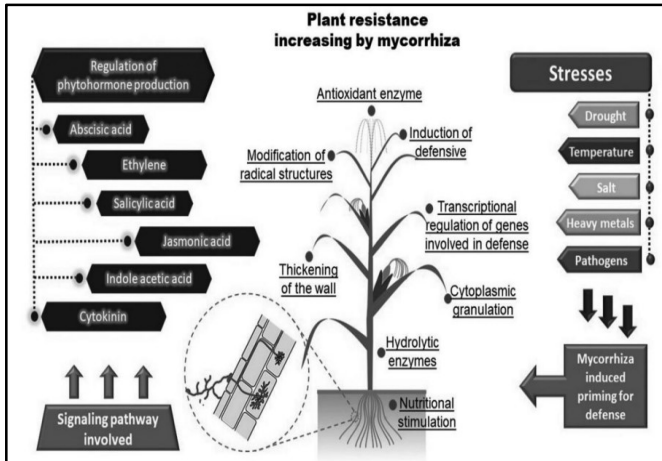 Plant resistance
increasing by mycorrhiza
Regulation of
phytohormone production
Abscisic acid
Ethylene
Salicylic acid
Jasmonic acid
Indole acetic acid
Cytokinin
Signaling pathway
involved
Antioxidant enzyme
Induction of
defensive
Modification of
radical structures
Transcriptional
regulation of genes
involved in defense
Thickening
of the wall
Cytoplasmic
granulation
Hydrolytic
enzymes
Nutritional
stimulation
Stresses
Drought
Temperature
Salt
Heavy metals
Pathogens
Mycorrhiza
induced
priming for
defense